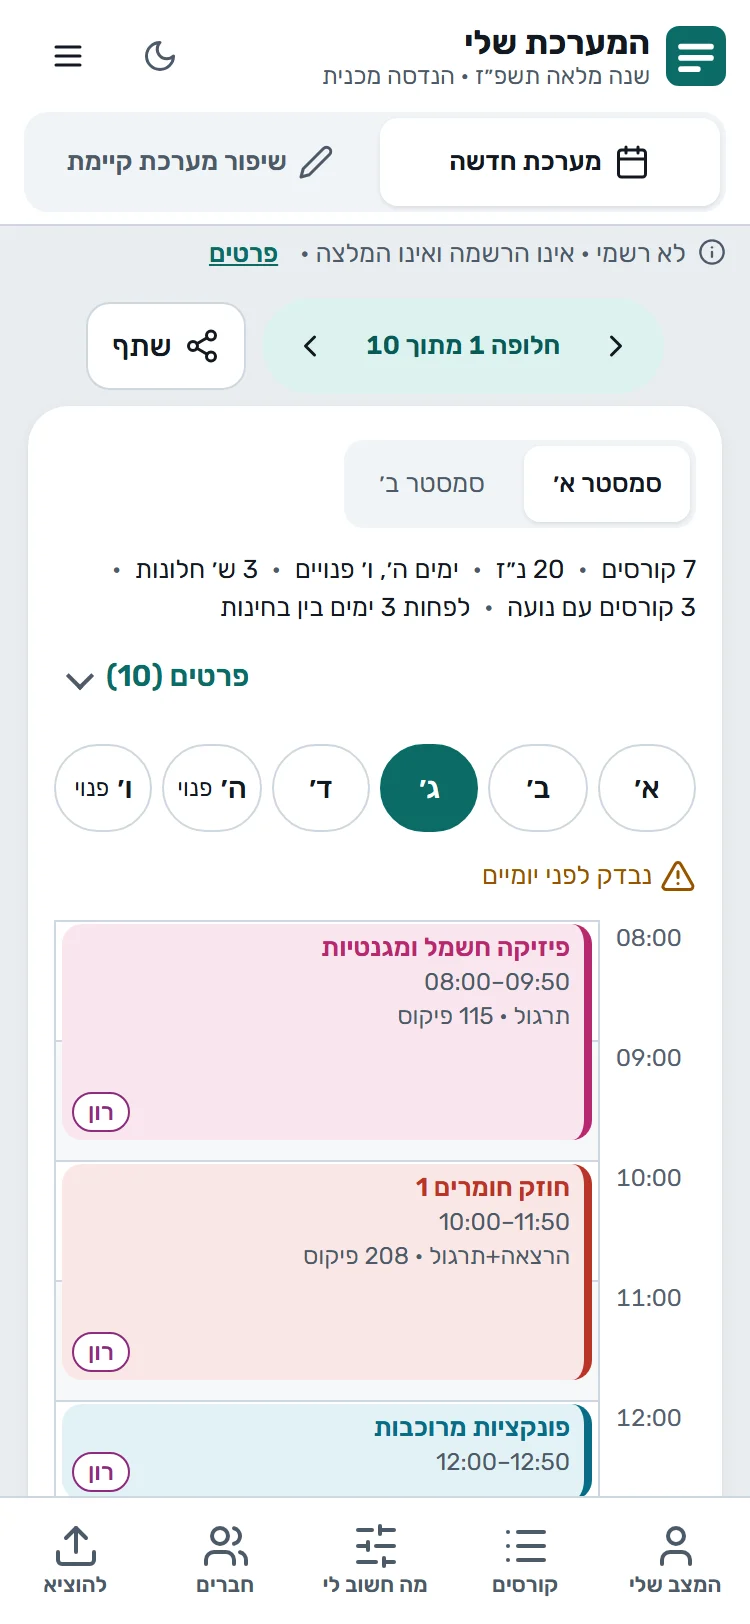 המערכת שלי
שנה מלאה תשפ״ז • הנדסה מכנית
מערכת חדשה
שיפור מערכת קיימת
לא רשמי • אינו הרשמה ואינו המלצה • פרטים
חלופה 1 מתוך 10
שתף
סמסטר א׳
סמסטר ב׳
7 קורסים • 20 נ״ז • ימים ה׳, ו׳ פנויים • 3 ש׳ חלונות •
3 קורסים עם נועה • לפחות 3 ימים בין בחינות
פרטים (10)
א׳
ב׳
ג׳
ד׳
ה׳ פנוי
ו׳ פנוי
נבדק לפני יומיים
08:00
פיזיקה חשמל ומגנטיות
08:00–09:50
תרגול • 115 פיקוס
09:00
רון
10:00
חוזק חומרים 1
10:00–11:50
הרצאה+תרגול • 208 פיקוס
11:00
רון
12:00
פונקציות מרוכבות
12:00–12:50
רון
המצב שלי
קורסים
מה חשוב לי
חברים
להוציא